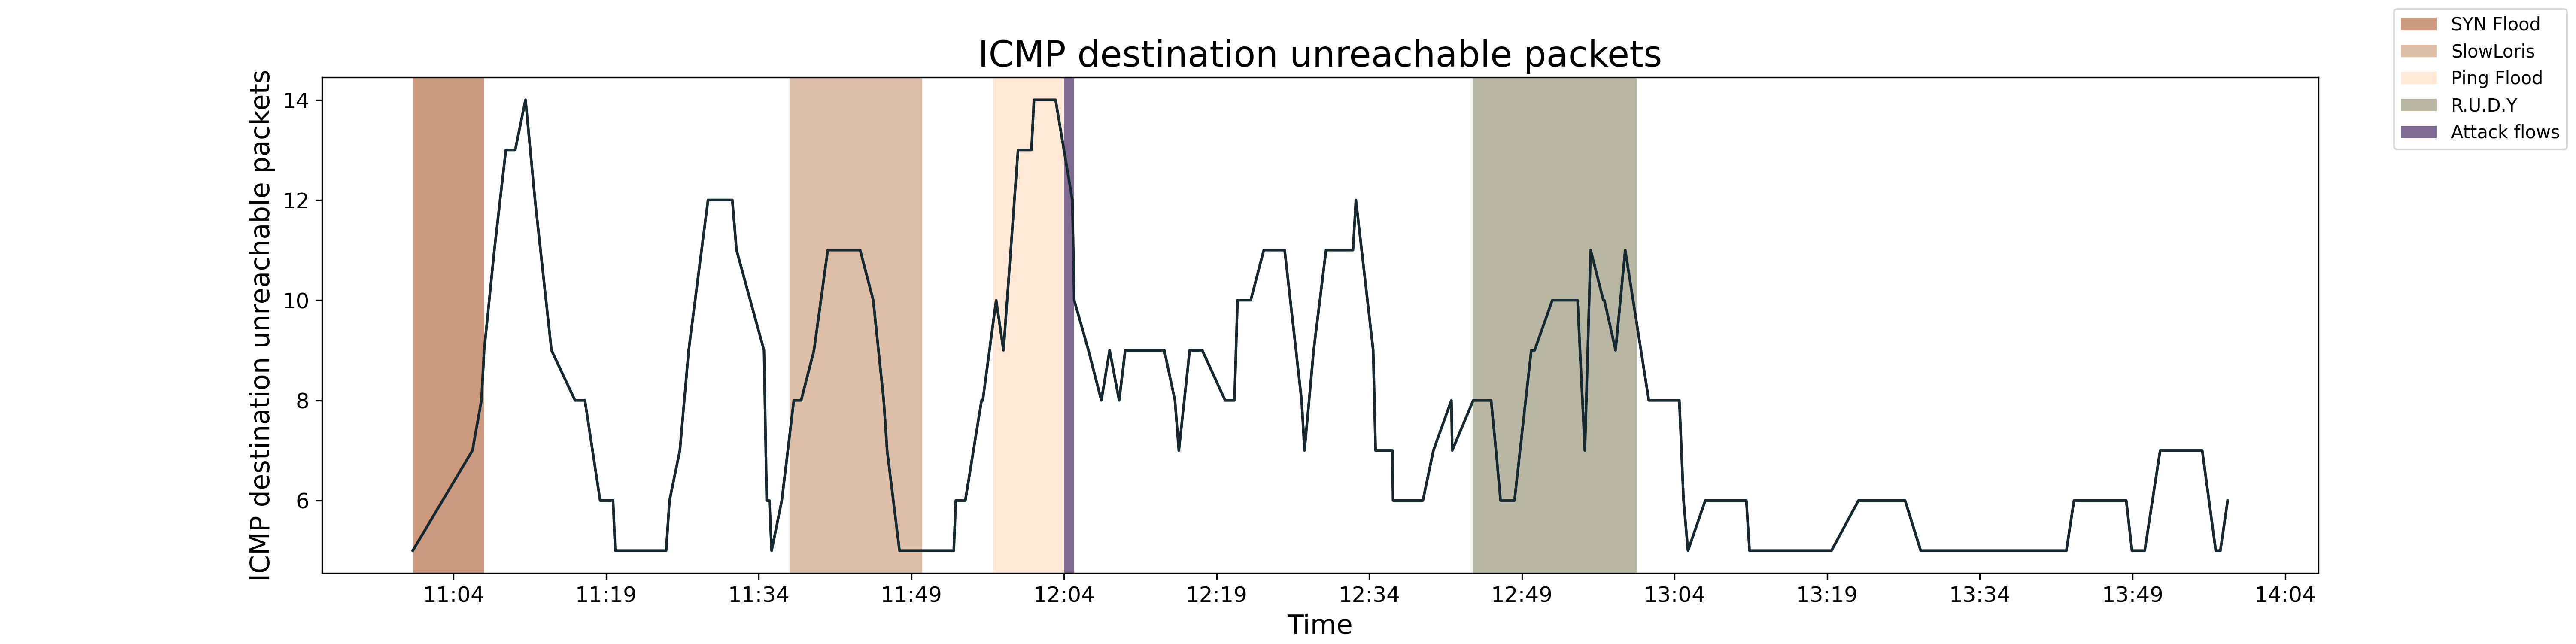 ICMP destination unreachable packets
SYN Flood
SlowLoris
Ping Flood
R.U.D.Y
Attack flows
ICMP destination unreachable packets
14
12
10
8
6
11:04 11:19 11:34 11:49 12:04 12:19 12:34 12:49 13:04 13:19 13:34 13:49 14:04
Time